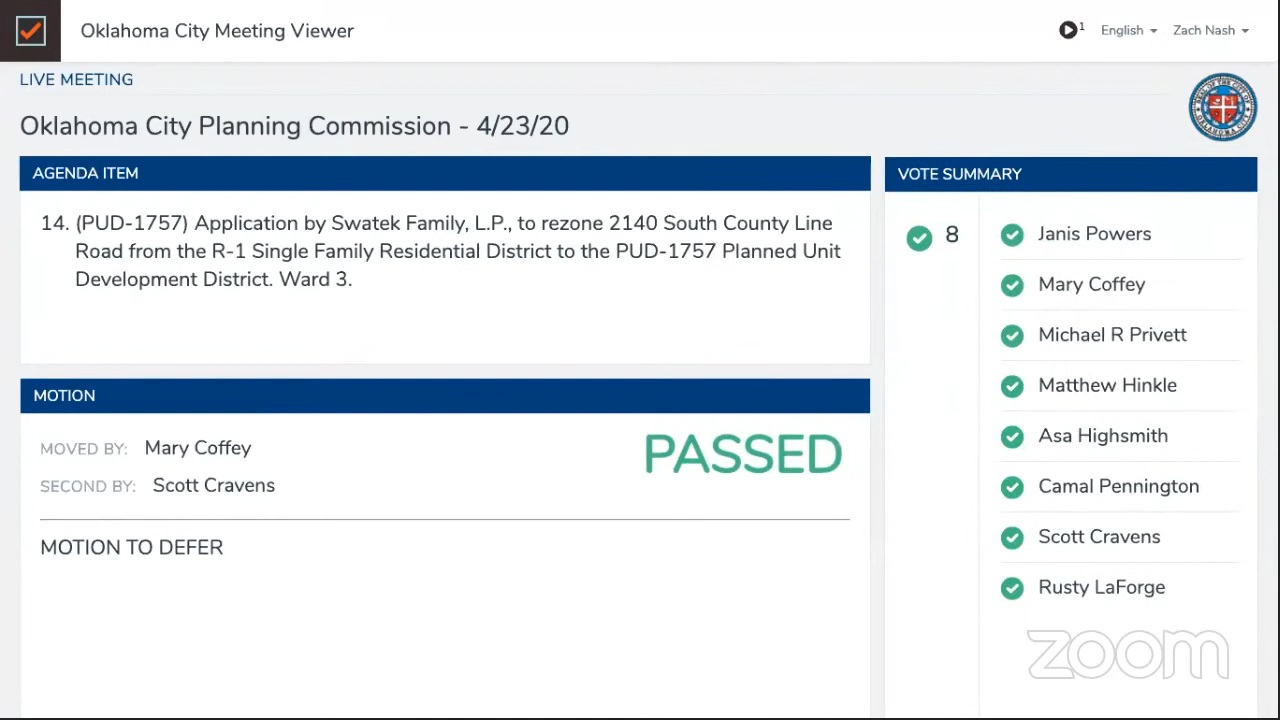 Oklahoma City Meeting Viewer
1
English
Zach Nash
LIVE MEETING
Oklahoma City Planning Commission - 4/23/20
AGENDA ITEM
14. (PUD-1757) Application by Swatek Family, L.P., to rezone 2140 South County Line
Road from the R-1 Single Family Residential District to the PUD-1757 Planned Unit
Development District. Ward 3.
MOTION
MOVED BY: Mary Coffey
SECOND BY: Scott Cravens
PASSED
MOTION TO DEFER
VOTE SUMMARY
8
Janis Powers
Mary Coffey
Michael R Privett
Matthew Hinkle
Asa Highsmith
Camal Pennington
Scott Cravens
Rusty LaForge
zoom